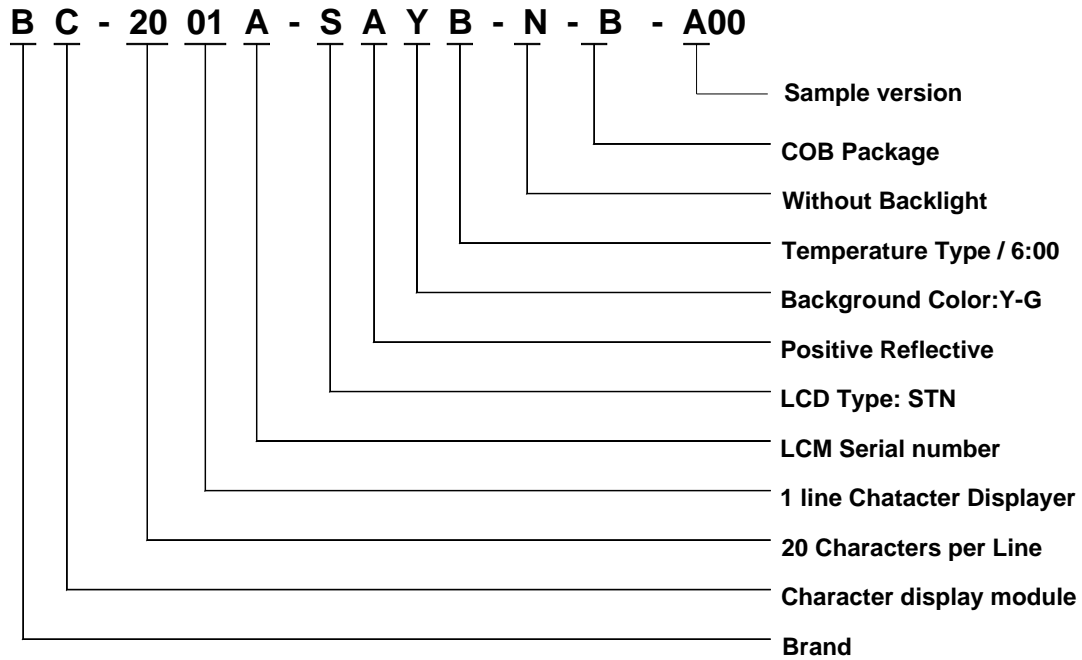 B C - 20 01 A - S A Y B - N - B - A00
Sample version
COB Package
Without Backlight
Temperature Type / 6:00
Background Color:Y-G
Positive Reflective
LCD Type: STN
LCM Serial number
1 line Chatacter Displayer
20 Characters per Line
Character display module
Brand